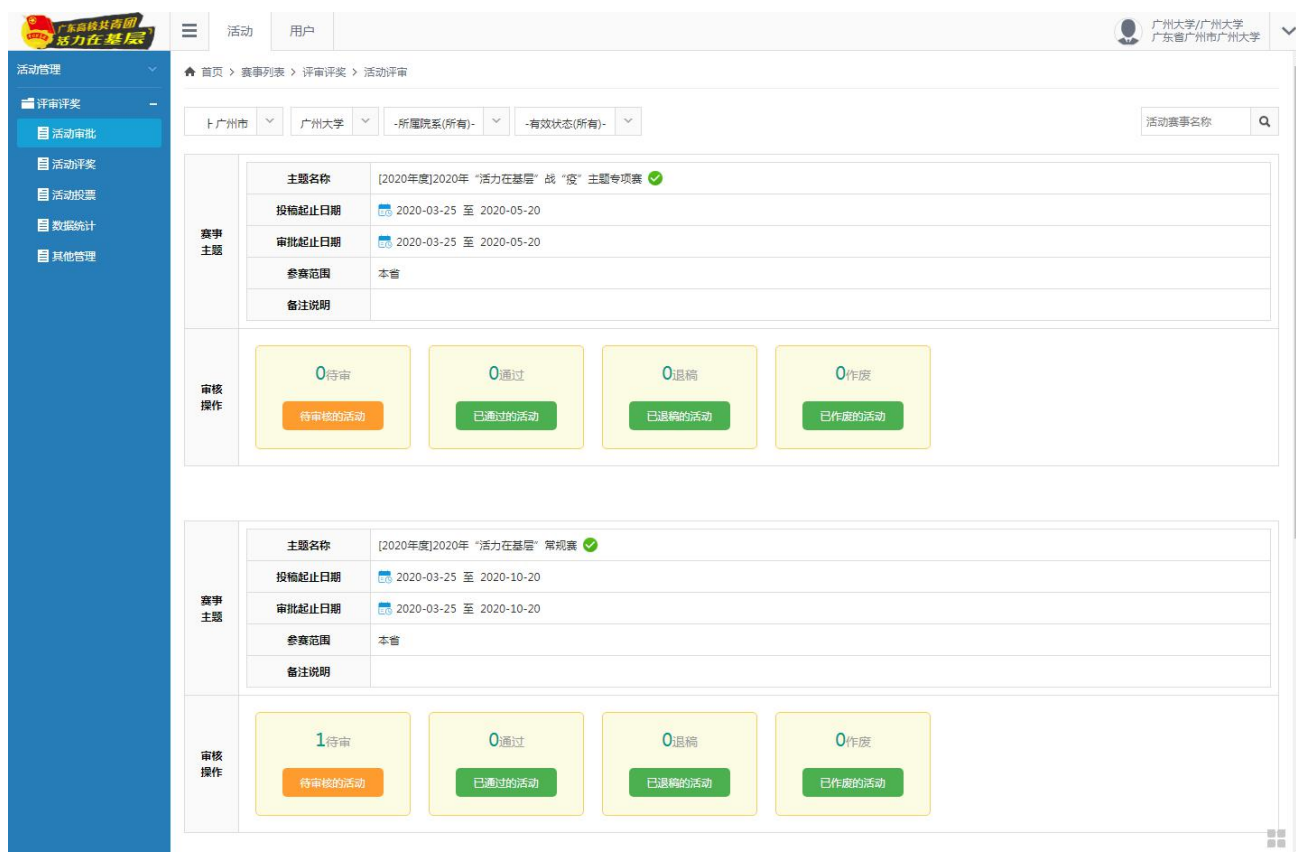 广东高校共青团
活力在基层
活动 用户
广州大学/广州大学
广东省广州市广州大学
活动管理
首页 > 赛事列表 > 评审评奖 > 活动评审
评审评奖
活动审批
活动评奖
活动投票
数据统计
其他管理
├广州市 广州大学 -所属院系(所有)- -有效状态(所有)- 活动赛事名称
赛事
主题
主题名称 [2020年度]2020年“活力在基层”战“疫”主题专项赛
投稿起止日期 2020-03-25 至 2020-05-20
审批起止日期 2020-03-25 至 2020-05-20
参赛范围 本省
备注说明
审核
操作
0待审 0通过 0退稿 0作废
待审核的活动 已通过的活动 已退稿的活动 已作废的活动
赛事
主题
主题名称 [2020年度]2020年“活力在基层”常规赛
投稿起止日期 2020-03-25 至 2020-10-20
审批起止日期 2020-03-25 至 2020-10-20
参赛范围 本省
备注说明
审核
操作
1待审 0通过 0退稿 0作废
待审核的活动 已通过的活动 已退稿的活动 已作废的活动